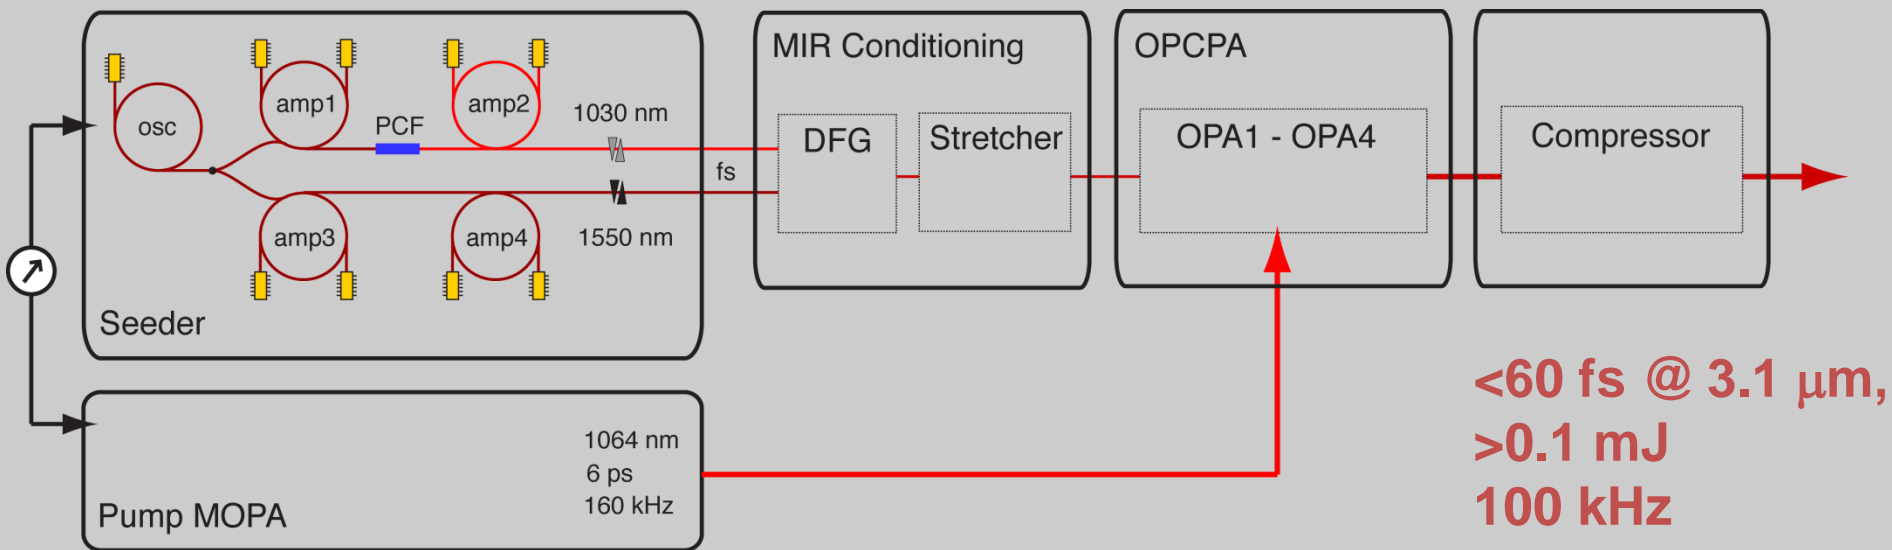 osc
amp1
PCF
amp2
1030 nm
fs
amp3
amp4
1550 nm
Seeder
MIR Conditioning
DFG
Stretcher
OPCPA
OPA1 - OPA4
Compressor
Pump MOPA
1064 nm
6 ps
160 kHz
<60 fs @ 3.1 μm,
>0.1 mJ
100 kHz